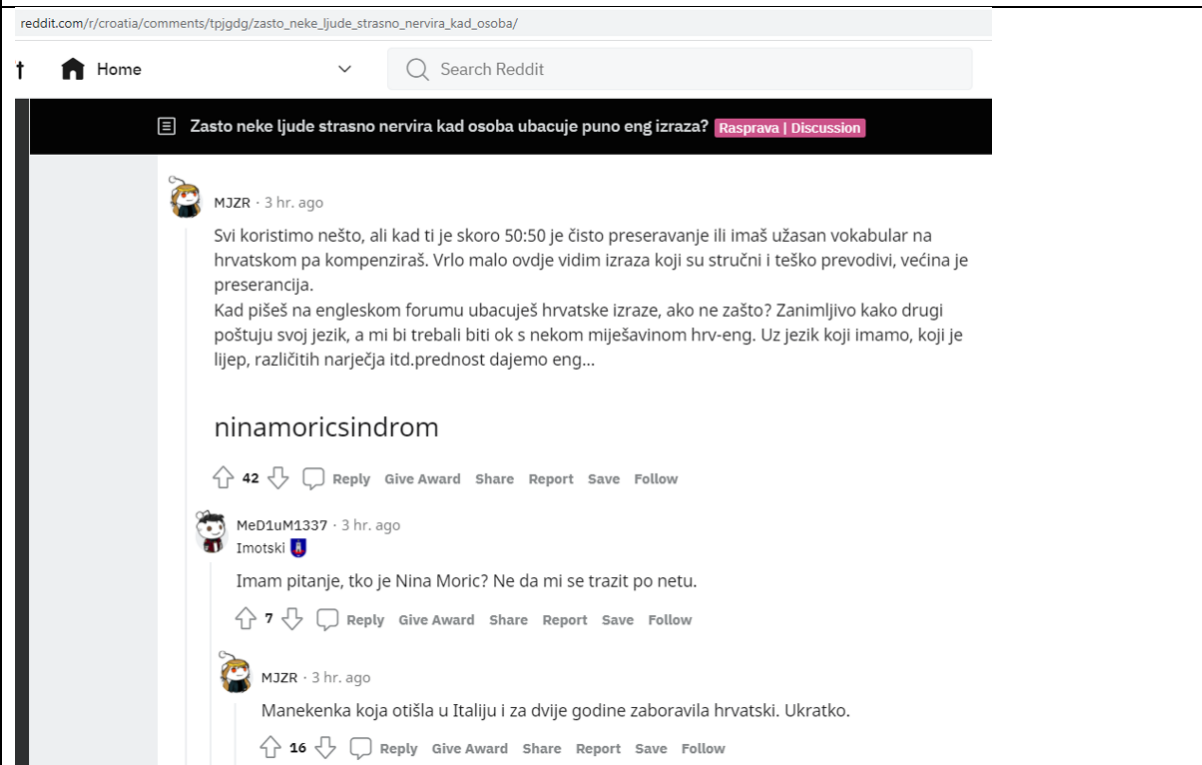 reddit.com/r/croatia/comments/tpjgdg/zasto_neke_ljude_strasno_nervira_kad_osoba/
t Home Search Reddit
Zasto neke ljude strasno nervira kad osoba ubacuje puno eng izraza? Rasprava | Discussion
MJZR · 3 hr. ago
Svi koristimo nešto, ali kad ti je skoro 50:50 je čisto preseravanje ili imaš užasan vokabular na
hrvatskom pa kompenziraš. Vrlo malo ovdje vidim izraza koji su stručni i teško prevodivi, većina je
preserancija.
Kad pišeš na engleskom forumu ubacuješ hrvatske izraze, ako ne zašto? Zanimljivo kako drugi
poštuju svoj jezik, a mi bi trebali biti ok s nekom miješavinom hrv-eng. Uz jezik koji imamo, koji je
lijep, različitih narječja itd.prednost dajemo eng...
ninamoricsindrom
42 Reply Give Award Share Report Save Follow
MeD1uM1337 · 3 hr. ago
Imotski
Imam pitanje, tko je Nina Moric? Ne da mi se trazit po netu.
7 Reply Give Award Share Report Save Follow
MJZR · 3 hr. ago
Manekenka koja otišla u Italiju i za dvije godine zaboravila hrvatski. Ukratko.
16 Reply Give Award Share Report Save Follow